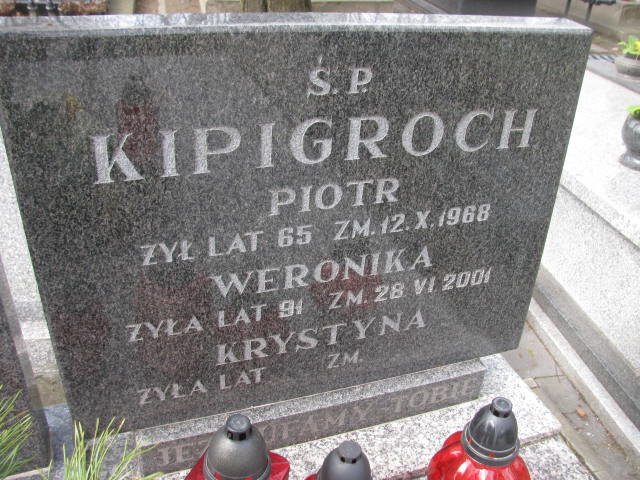 Ś.P.
KIPIGROCH
PIOTR
ŻYŁ LAT 65 ZM. 12.X.1968
WERONIKA
ŻYŁA LAT 91 ZM. 28 VI 2001
KRYSTYNA
ŻYŁA LAT ZM.
TOBIE